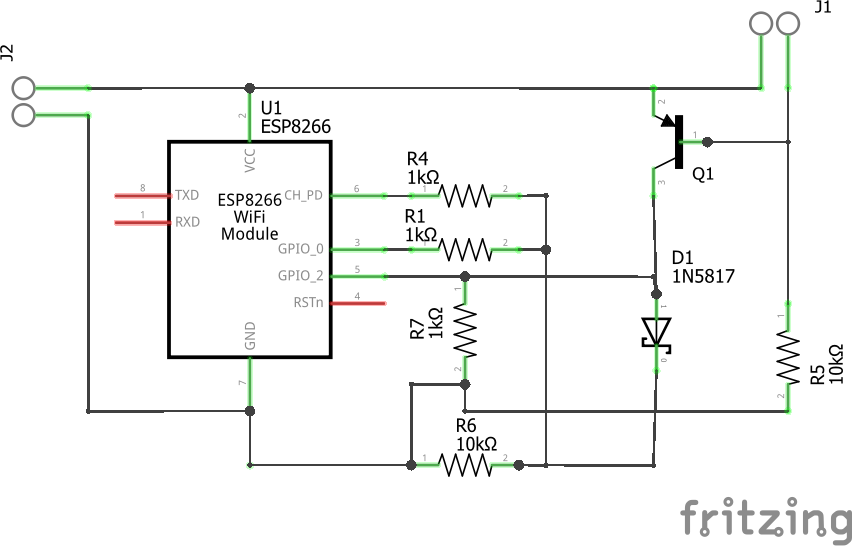 J1
J2
U1
ESP8266
2
VCC
2
1
Q1
3
R4
1kΩ
8
TXD
ESP8266
WiFi
Module
CH_PD
6
1
2
1
RXD
R1
1kΩ
GPIO_0
3
1
2
GPIO_2
5
D1
1N5817
RSTn
4
1
R7
1kΩ
2
1
0
1
R5
10kΩ
2
GND
7
R6
10kΩ
1
2
fritzing